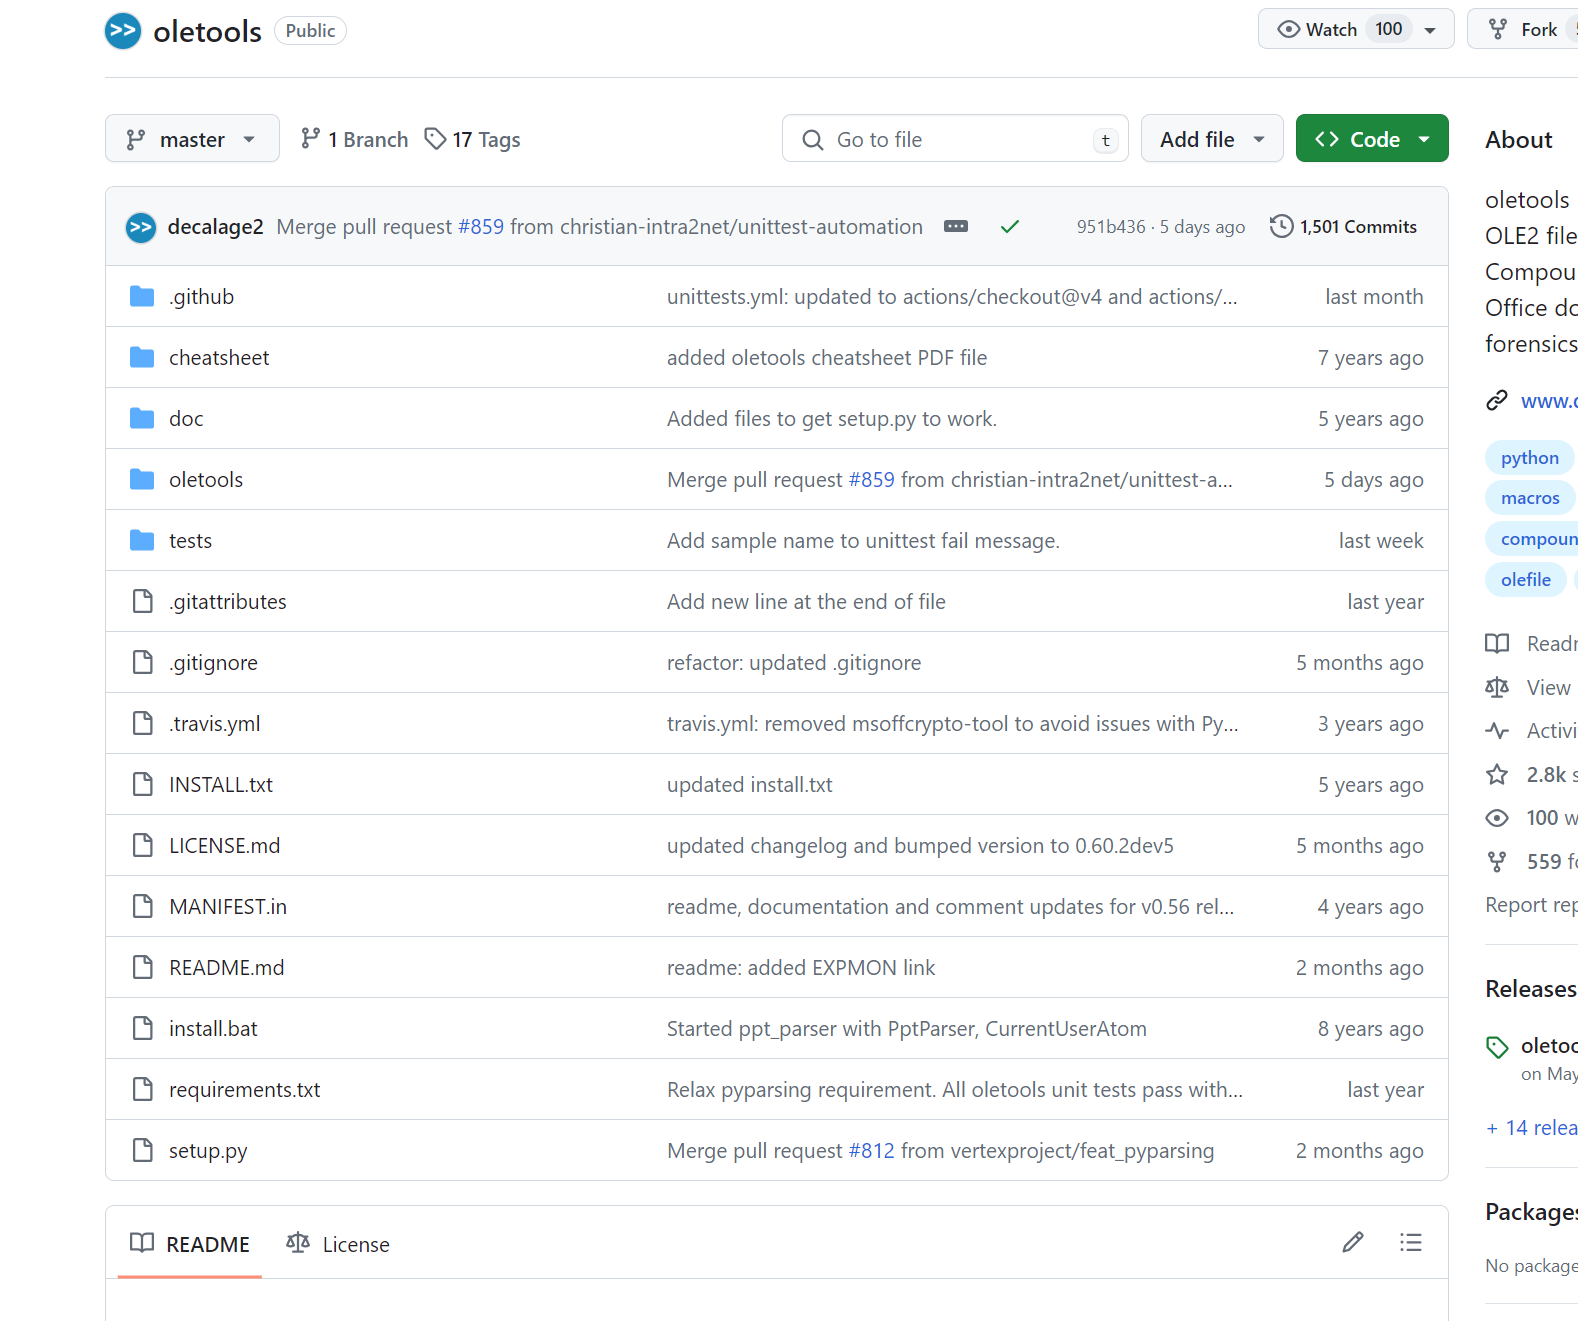 oletools Public Watch 100 Fork
master 1 Branch 17 Tags Go to file t Add file Code
decalage2 Merge pull request #859 from christian-intra2net/unittest-automation 951b436 · 5 days ago 1,501 Commits
.github unittests.yml: updated to actions/checkout@v4 and actions/... last month
cheatsheet added oletools cheatsheet PDF file 7 years ago
doc Added files to get setup.py to work. 5 years ago
oletools Merge pull request #859 from christian-intra2net/unittest-a... 5 days ago
tests Add sample name to unittest fail message. last week
.gitattributes Add new line at the end of file last year
.gitignore refactor: updated .gitignore 5 months ago
.travis.yml travis.yml: removed msoffcrypto-tool to avoid issues with Py... 3 years ago
INSTALL.txt updated install.txt 5 years ago
LICENSE.md updated changelog and bumped version to 0.60.2dev5 5 months ago
MANIFEST.in readme, documentation and comment updates for v0.56 rel... 4 years ago
README.md readme: added EXPMON link 2 months ago
install.bat Started ppt_parser with PptParser, CurrentUserAtom 8 years ago
requirements.txt Relax pyparsing requirement. All oletools unit tests pass with... last year
setup.py Merge pull request #812 from vertexproject/feat_pyparsing 2 months ago
README License
About
oletools
OLE2 file
Compou
Office do
forensics
www.
python
macros
compoun
olefile
Read
View
Activi
2.8k s
100 w
559 fo
Report rep
Releases
oletoo
on May
+ 14 relea
Packages
No package